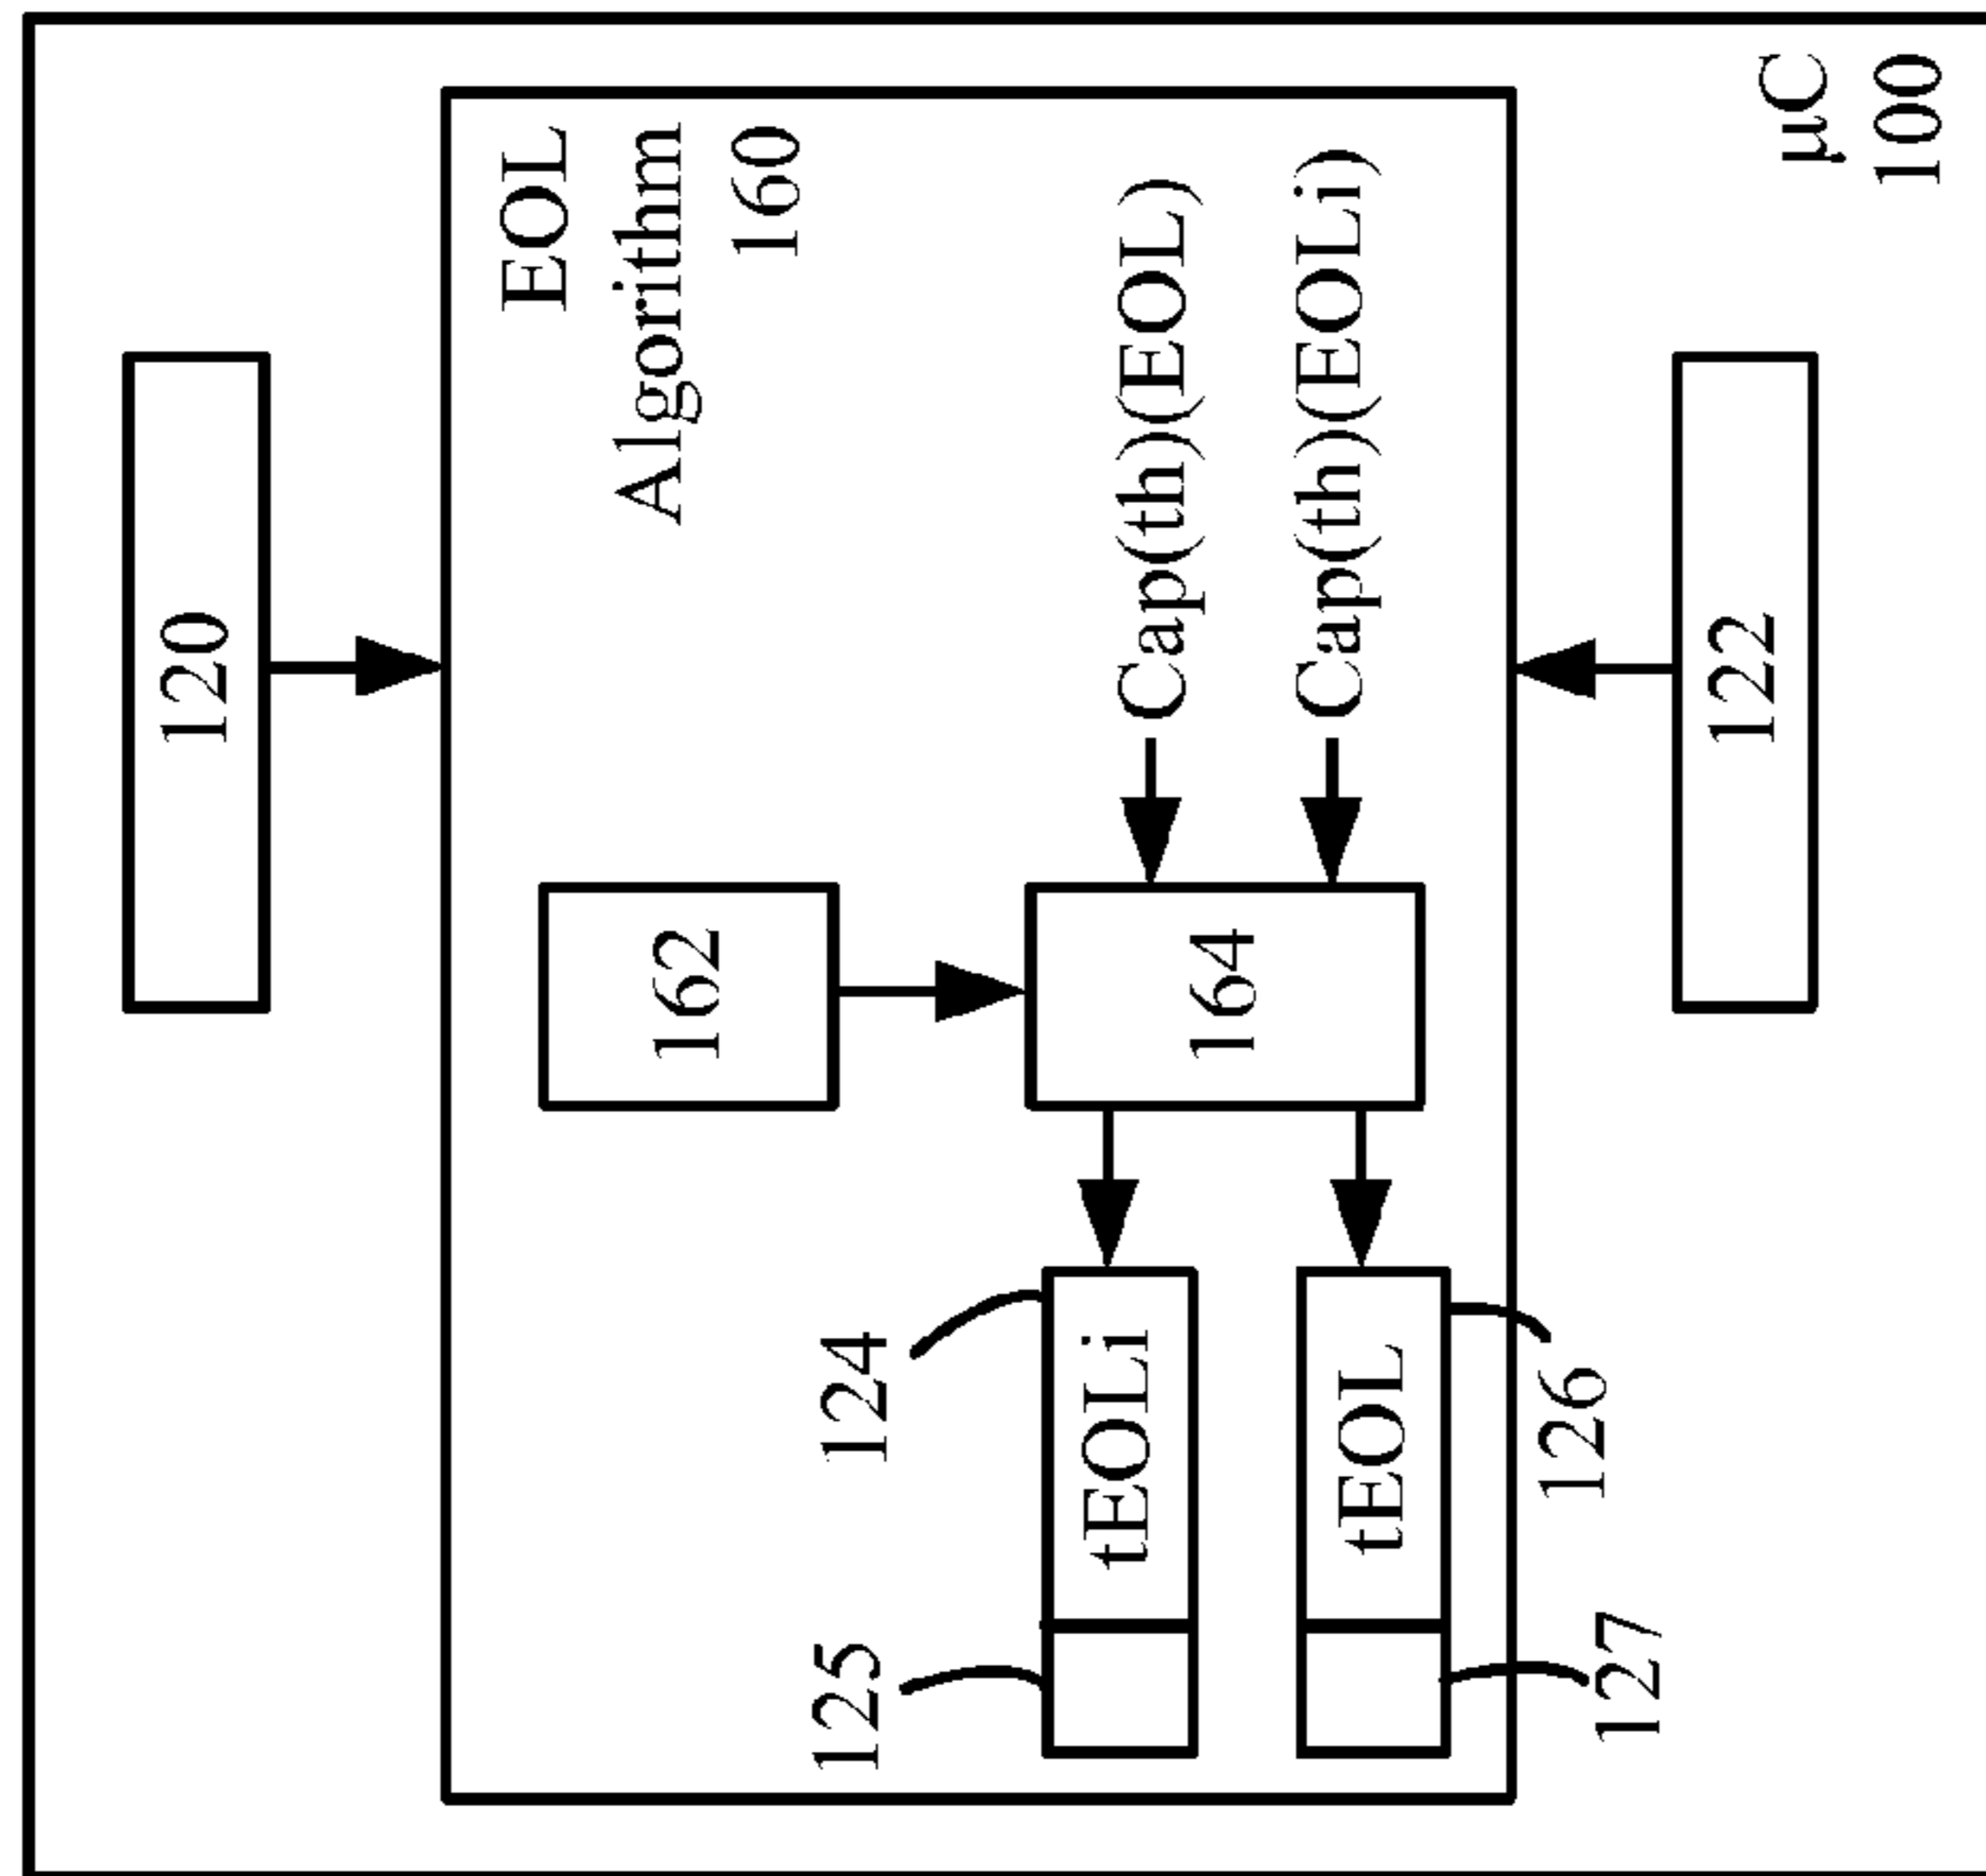 120
EOL
Algorithm
160
162
Cap(th)(EOL)
Cap(th)(EOLi)
164
124
125
tEOLi
tEOL
126
127
122
µC
100